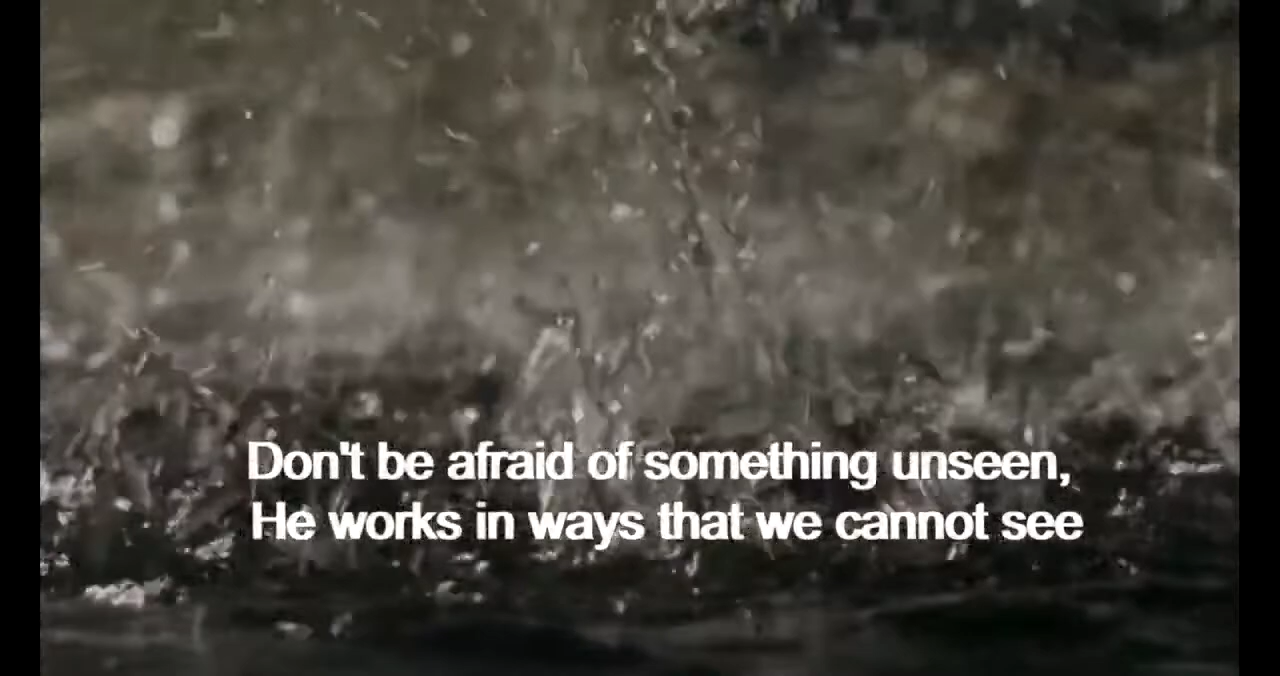 Don't be afraid of something unseen,
He works in ways that we cannot see